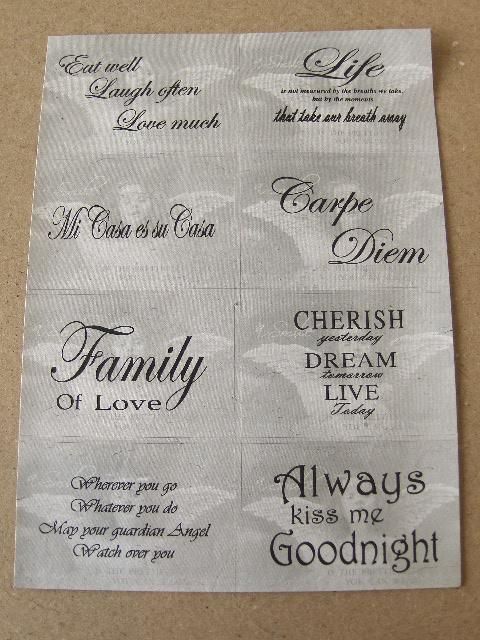 Eat well
Laugh often
Love much
Life
is not measured by the breaths we take,
but by the moments
that take our breath away
Mi Casa es su Casa
Carpe
Diem
Family
Of Love
CHERISH
yesterday
DREAM
tomorrow
LIVE
Today
Wherever you go
Whatever you do
May your guardian Angel
Watch over you
Always
kiss me
Goodnight